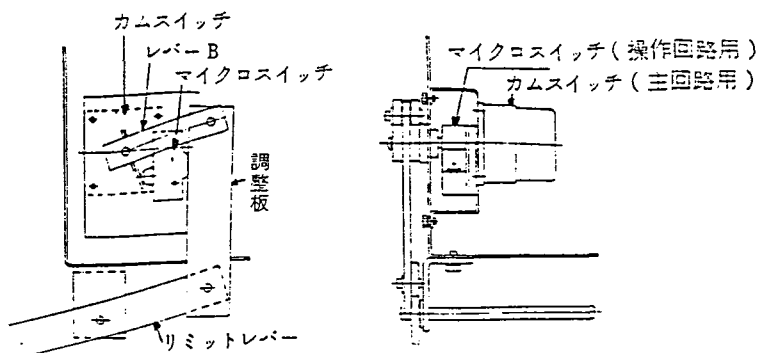 カムスイッチ
レバーB
マイクロスイッチ
調整板
リミットレバー
マイクロスイッチ(操作回路用)
カムスイッチ(主回路用)